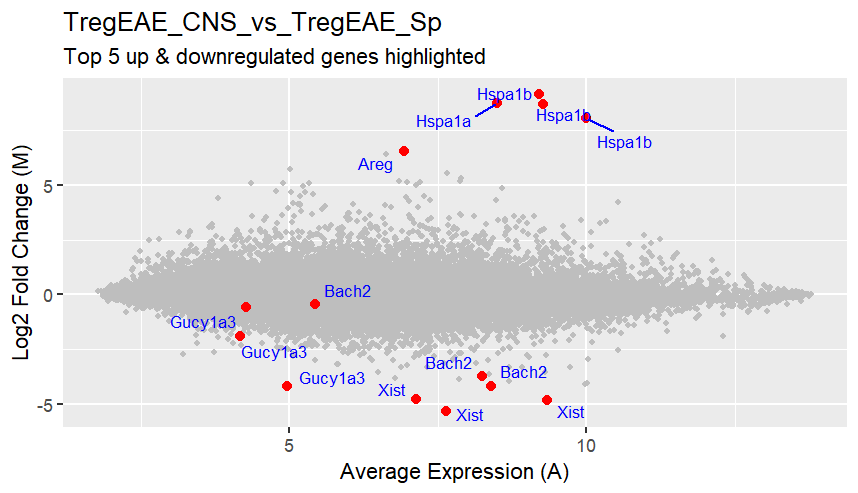 TregEAE_CNS_vs_TregEAE_Sp
Top 5 up & downregulated genes highlighted
Log2 Fold Change (M)
5
0
-5
Hspa1b
Hspa1a
Hspa1b
Hspa1b
Areg
Bach2
Gucy1a3
Gucy1a3
Bach2
Gucy1a3
Bach2
Xist
Xist
Xist
5
10
Average Expression (A)